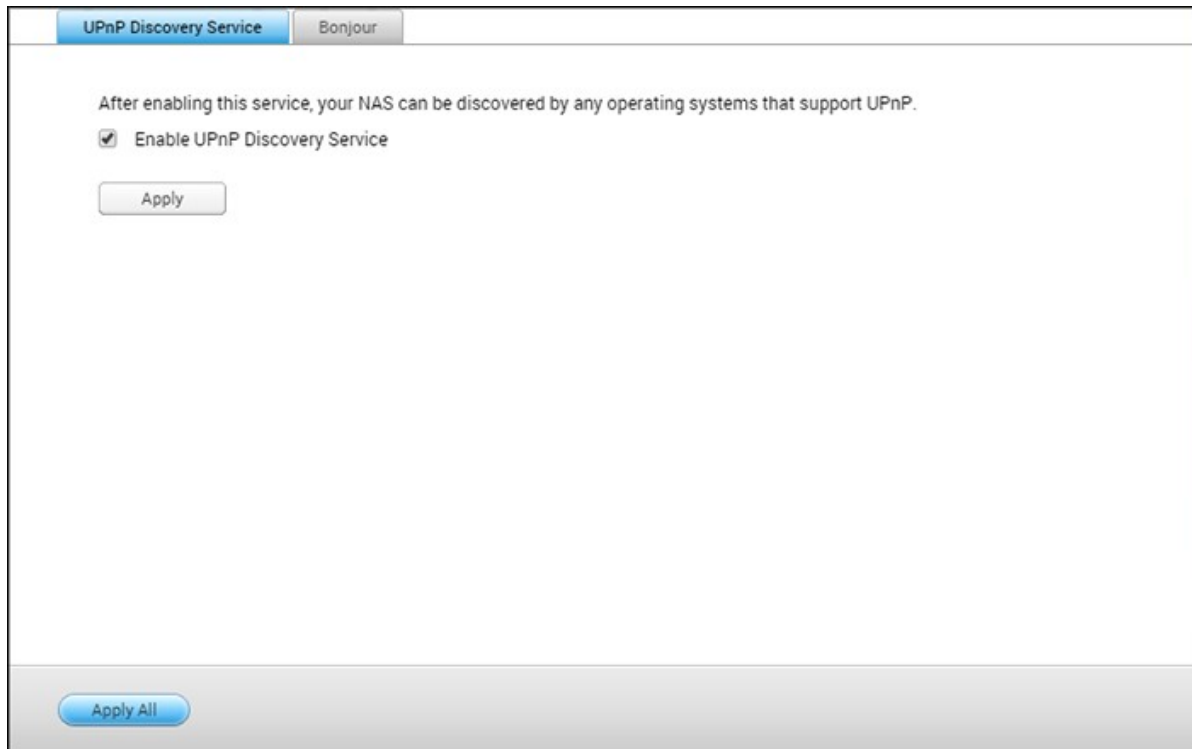 UPnP Discovery Service
Bonjour
After enabling this service, your NAS can be discovered by any operating systems that support UPnP.
Enable UPnP Discovery Service
Apply
Apply All